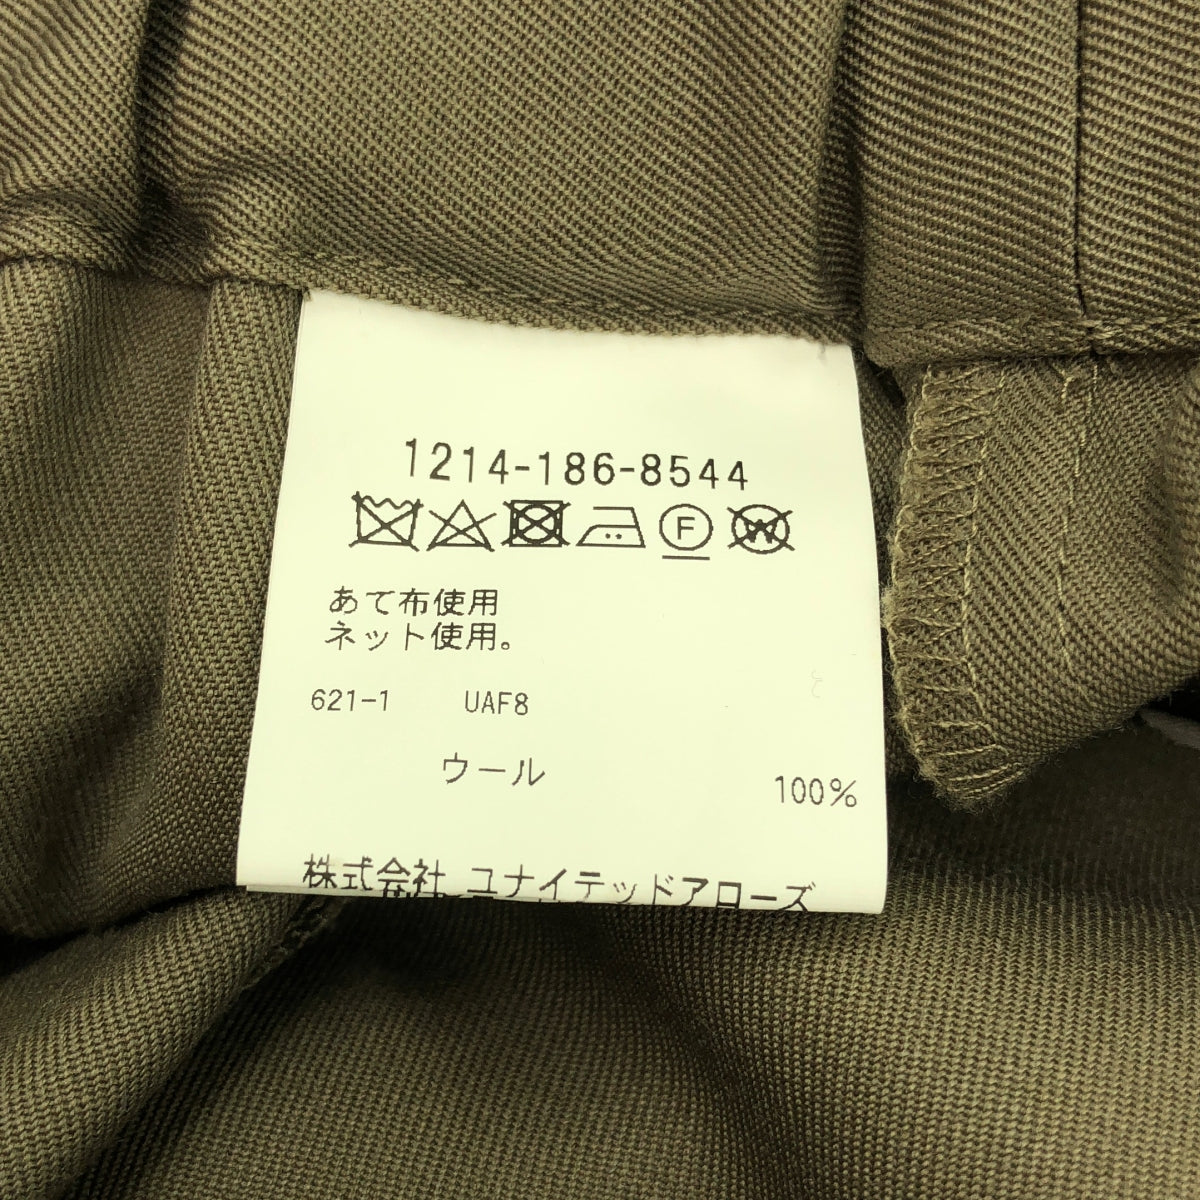 1214-186-8544
F W
あて布使用
ネット使用。
621-1 UAF8
ウール 100%
株式会社 ユナイテッドアローズ